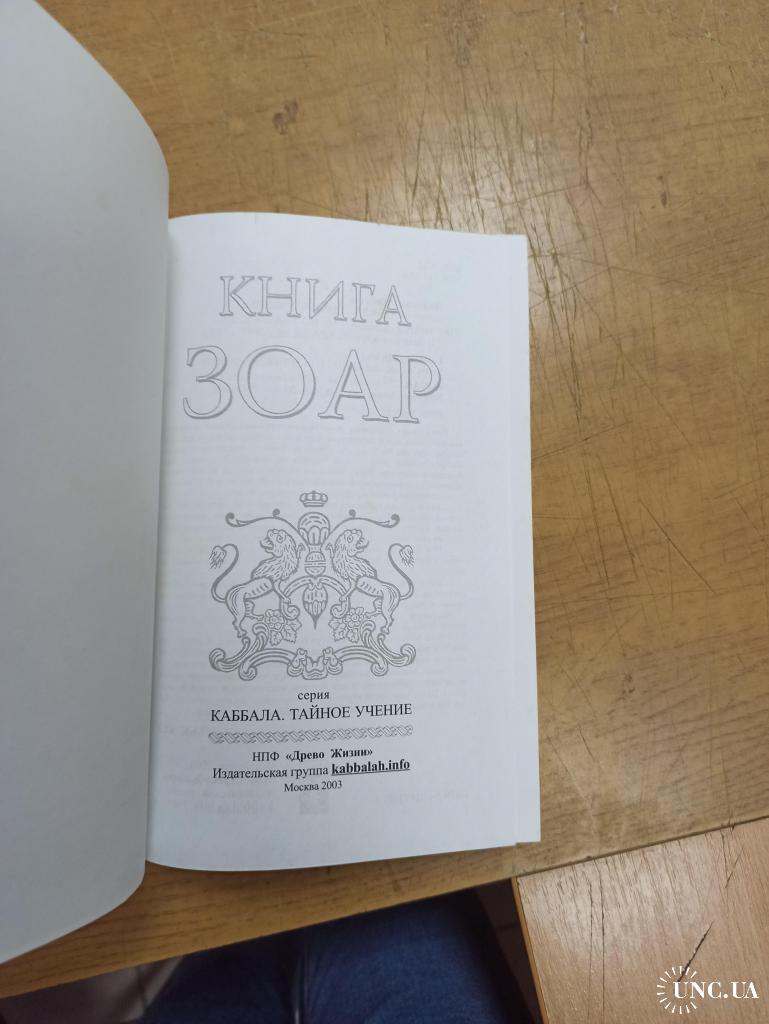 КНИГА
ЗОАР
серия
КАББАЛА. ТАЙНОЕ УЧЕНИЕ
НПФ «Древо Жизни»
Издательская группа kabbalah.info
Москва 2003
UNC.UA